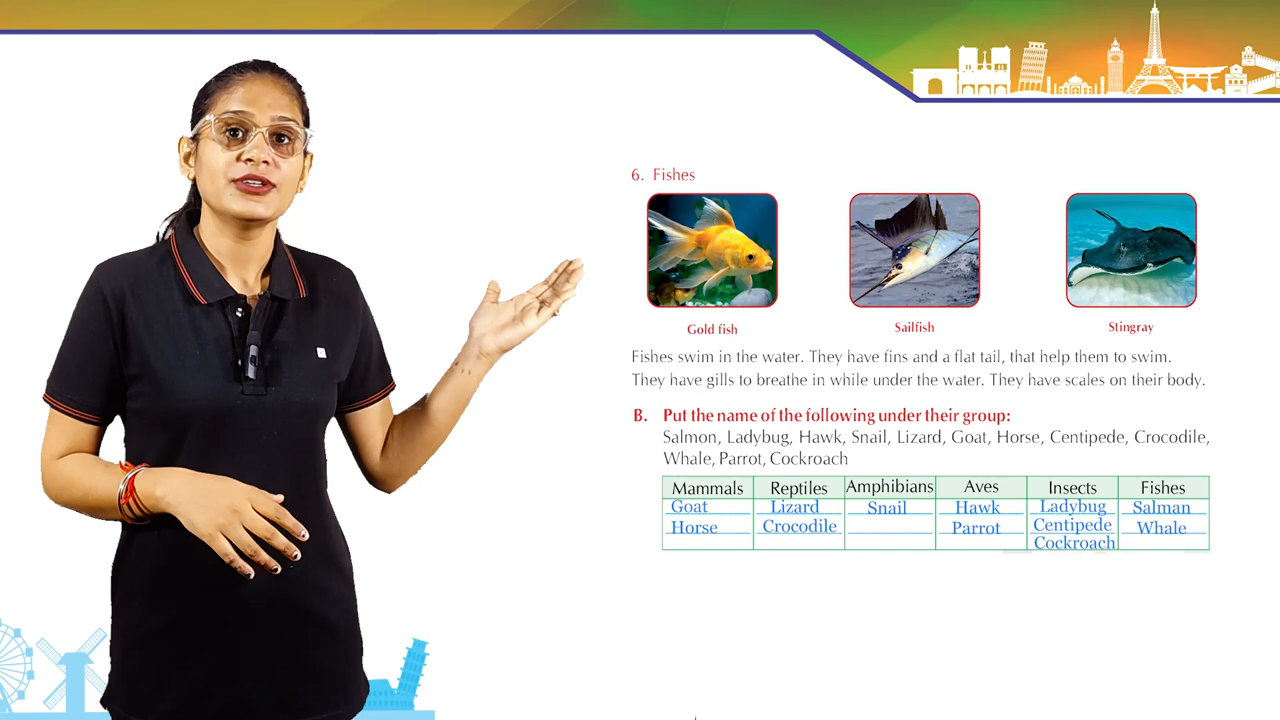 6. Fishes
Gold fish
Sailfish
Stingray
Fishes swim in the water. They have fins and a flat tail, that help them to swim.
They have gills to breathe in while under the water. They have scales on their body.
B. Put the name of the following under their group:
Salmon, Ladybug, Hawk, Snail, Lizard, Goat, Horse, Centipede, Crocodile,
Whale, Parrot, Cockroach
Mammals Reptiles Amphibians Aves Insects Fishes
Goat Lizard Snail Hawk Ladybug Salman
Horse Crocodile Parrot Centipede Whale
Cockroach